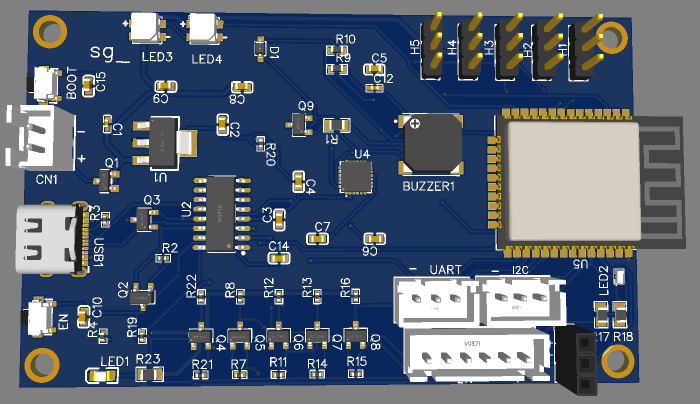 sg_
LED3
LED4
D1
R10
R9
C5
C12
H5
H4
H3
H2
H1
BOOT
C15
C9
C8
CN1
-
+
C1
U1
C2
Q9
R1
R20
U4
BUZZER1
+
Q1
C4
U2
Q3
R3
USB1
R2
C3
C7
C14
C6
U5
UART
-
I2C
-
LED2
Q2
R22
R8
R12
R13
R16
EN
C10
R4
R19
Q4
Q5
Q6
Q7
Q8
R17
R18
LED1
R23
R21
R7
R11
R14
R15